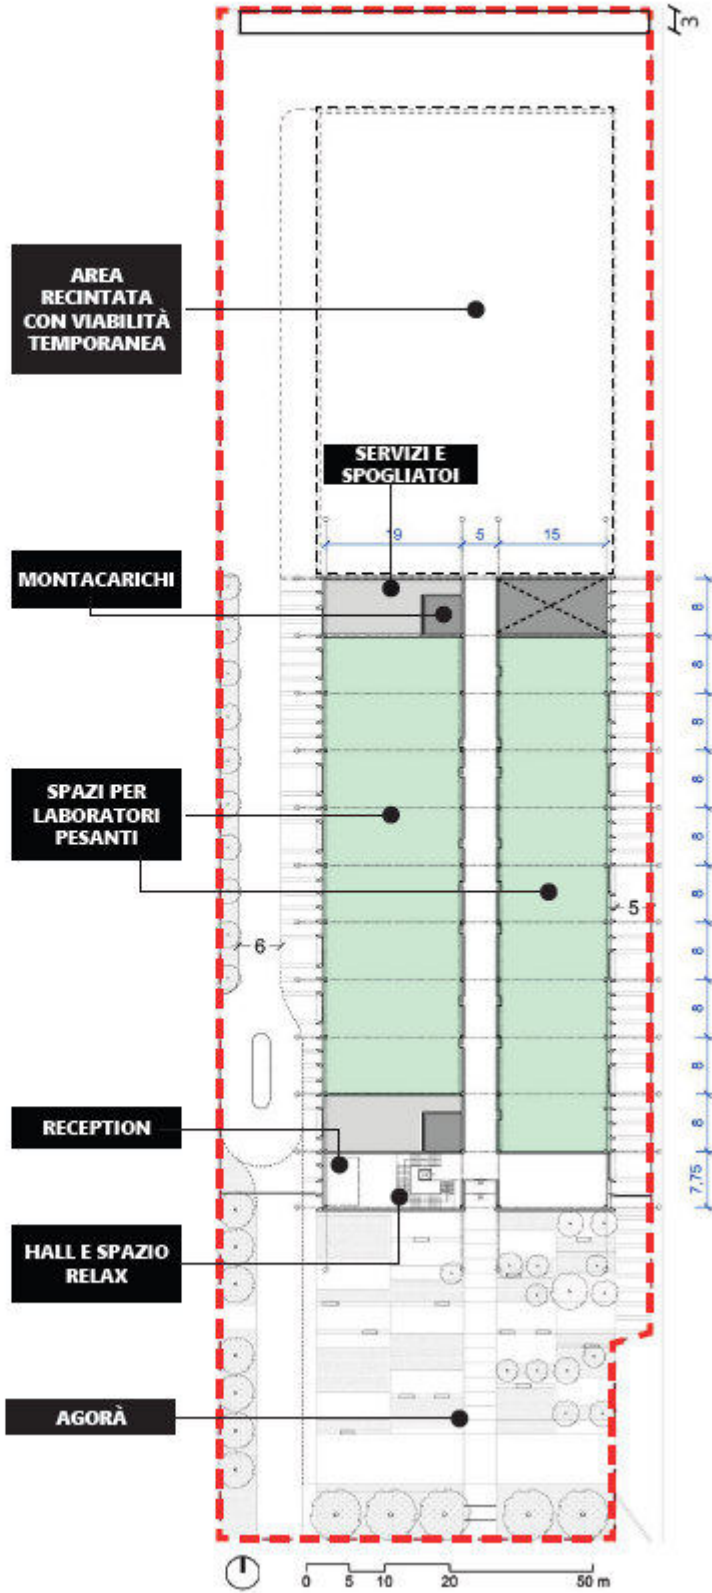 3
AREA
RECINTATA
CON VIABILITÀ
TEMPORANEA
SERVIZI E
SPOGLIATOI
19 5 15
MONTACARICHI
8
8
8
8
SPAZI PER
LABORATORI
PESANTI
8
8
5
6
8
8
8
8
RECEPTION
7,75
HALL E SPAZIO
RELAX
AGORÀ
0 5 10 20 50 m